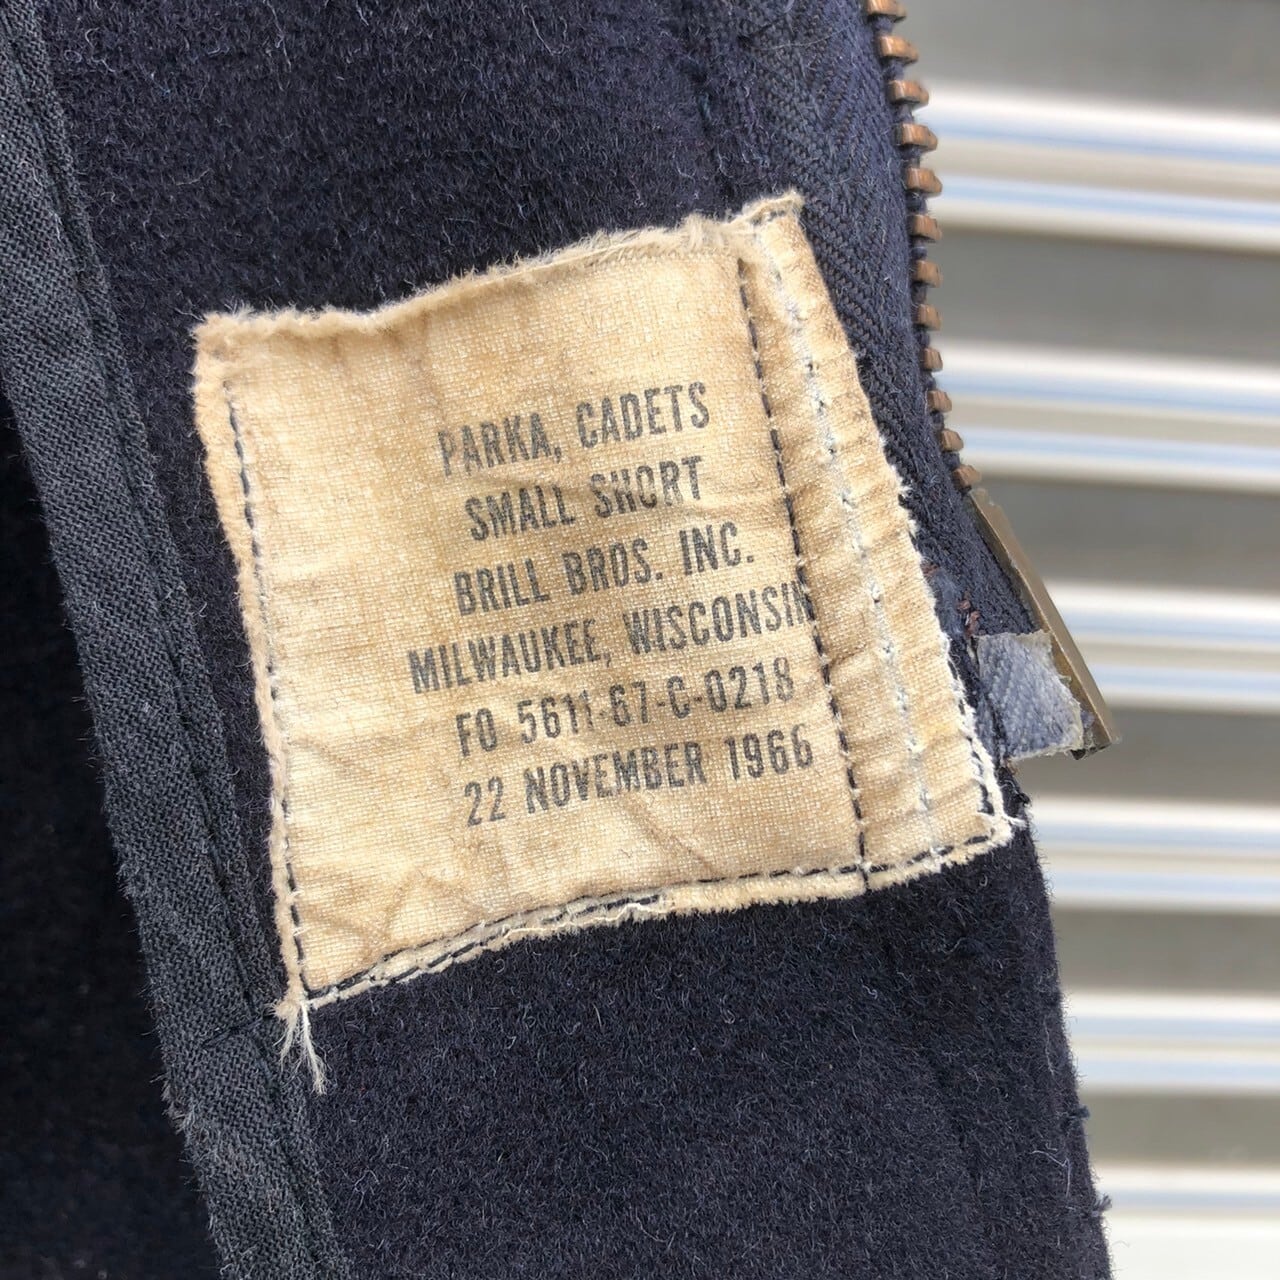 PARKA, CADETS
SMALL SHORT
BRILL BROS. INC.
MILWAUKEE, WISCONSIN
FO 5611-67-C-0218
22 NOVEMBER 1966